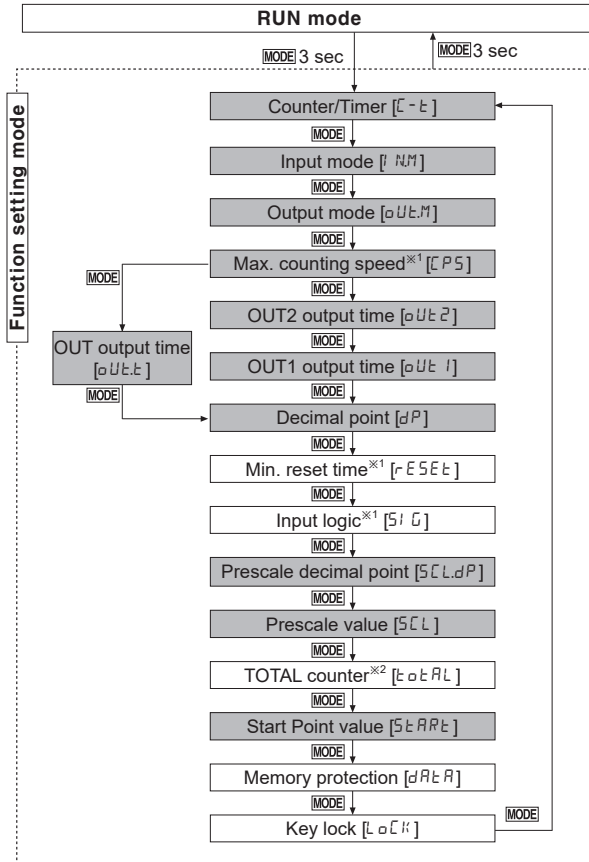 RUN mode
MODE 3 sec
MODE 3 sec
Function setting mode
Counter/Timer [C-t]
MODE
Input mode [IN.M]
MODE
Output mode [oUt.M]
MODE
Max. counting speed※1 [CPS]
MODE
MODE
OUT2 output time [oUt2]
MODE
OUT output time
[oUt.t]
OUT1 output time [oUt1]
MODE
MODE
Decimal point [dP]
MODE
Min. reset time※1 [rESEt]
MODE
Input logic※1 [SIG]
MODE
Prescale decimal point [SCL.dP]
MODE
Prescale value [SCL]
MODE
TOTAL counter※2 [totAL]
MODE
Start Point value [StARt]
MODE
Memory protection [dAtA]
MODE
MODE
Key lock [LoCK]